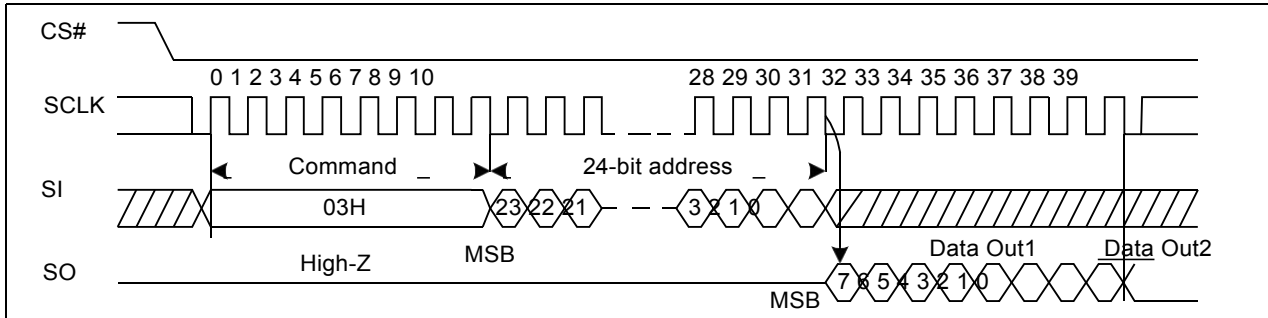 CS#
0 1 2 3 4 5 6 7 8 9 10 28 29 30 31 32 33 34 35 36 37 38 39
SCLK
Command 24-bit address
SI
03H 23 22 21 3 2 1 0
High-Z MSB Data Out1 Data Out2
SO
7 6 5 4 3 2 1 0
MSB